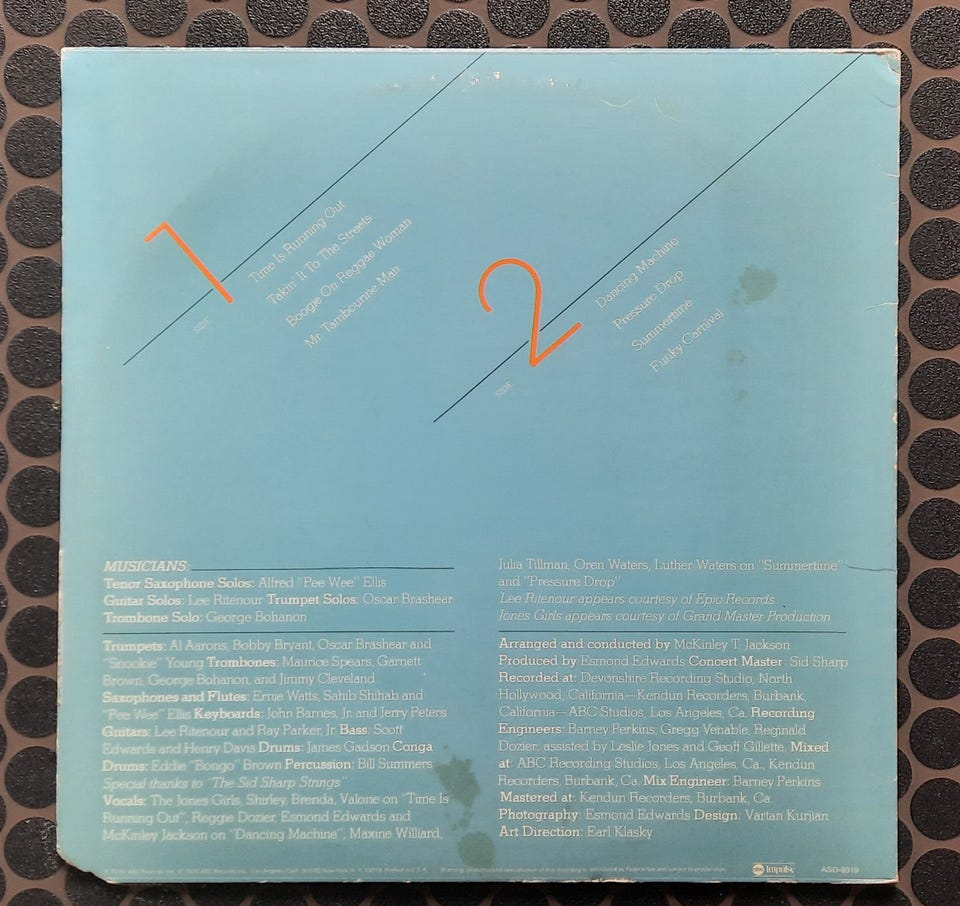 1
SIDE
Time Is Running Out
Takin' It To The Streets
Boogie On Reggae Woman
Mr. Tambourine Man
2
SIDE
Dancing Machine
Pressure Drop
Summertime
Funky Carnival
MUSICIANS:
Tenor Saxophone Solos: Alfred "Pee Wee" Ellis
Guitar Solos: Lee Ritenour Trumpet Solos: Oscar Brashear
Trombone Solo: George Bohanon
Trumpets: Al Aarons, Bobby Bryant, Oscar Brashear and
"Snookie" Young Trombones: Maurice Spears, Garnett
Brown, George Bohanon, and Jimmy Cleveland
Saxophones and Flutes: Ernie Watts, Sahib Shihab and
"Pee Wee" Ellis Keyboards: John Barnes, Jr. and Jerry Peters
Guitars: Lee Ritenour and Ray Parker, Jr. Bass: Scott
Edwards and Henry Davis Drums: James Gadson Conga
Drums: Eddie "Bongo" Brown Percussion: Bill Summers
Special thanks to "The Sid Sharp Strings"
Vocals: The Jones Girls, Shirley, Brenda, Valorie on "Time Is
Running Out", Reggie Dozier, Esmond Edwards and
McKinley Jackson on "Dancing Machine", Maxine Williard,
Julia Tillman, Oren Waters, Luther Waters on "Summertime"
and "Pressure Drop"
Lee Ritenour appears courtesy of Epic Records
Jones Girls appears courtesy of Grand Master Production
Arranged and conducted by McKinley T. Jackson
Produced by Esmond Edwards Concert Master: Sid Sharp
Recorded at: Devonshire Recording Studio, North
Hollywood, California—Kendun Recorders, Burbank,
California—ABC Studios, Los Angeles, Ca. Recording
Engineers: Barney Perkins, Gregg Venable, Reginald
Dozier; assisted by Leslie Jones and Geoff Gillette. Mixed
at: ABC Recording Studios, Los Angeles, Ca., Kendun
Recorders, Burbank, Ca. Mix Engineer: Barney Perkins
Mastered at: Kendun Recorders, Burbank, Ca.
Photography: Esmond Edwards Design: Vartan Kurjian
Art Direction: Earl Klasky
abc impulse ASD-9319